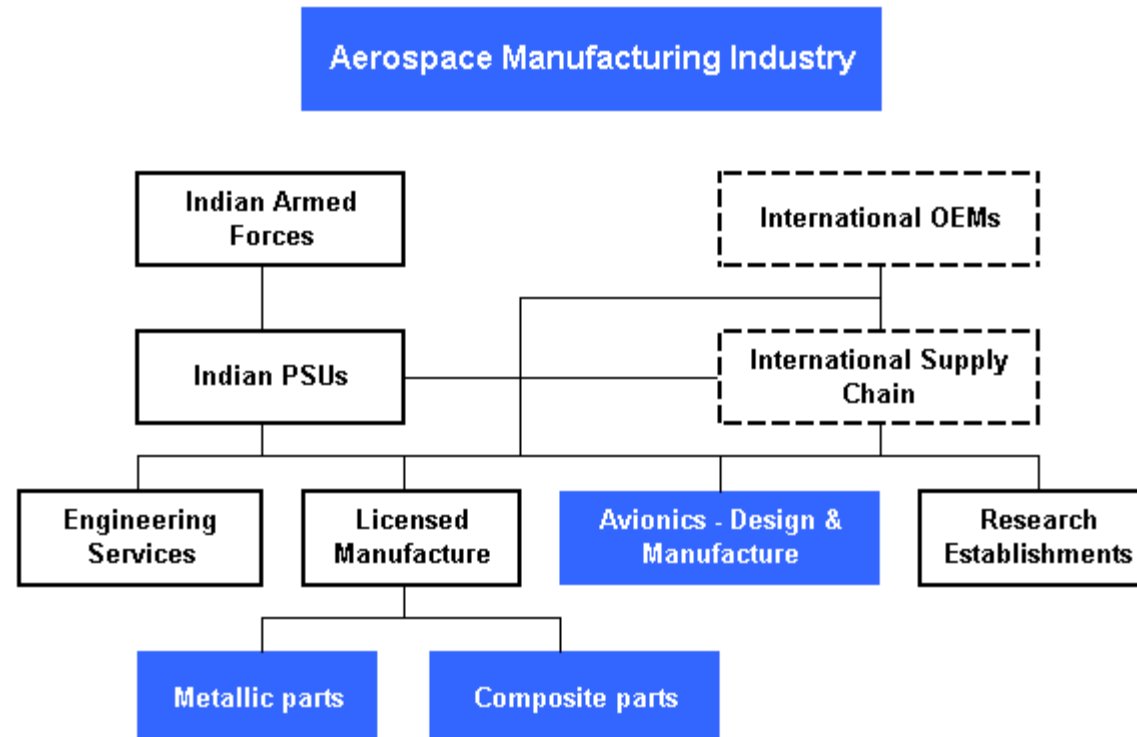 Aerospace Manufacturing Industry
Indian Armed
Forces
International OEMs
Indian PSUs
International Supply
Chain
Engineering
Services
Licensed
Manufacture
Avionics - Design &
Manufacture
Research
Establishments
Metallic parts
Composite parts